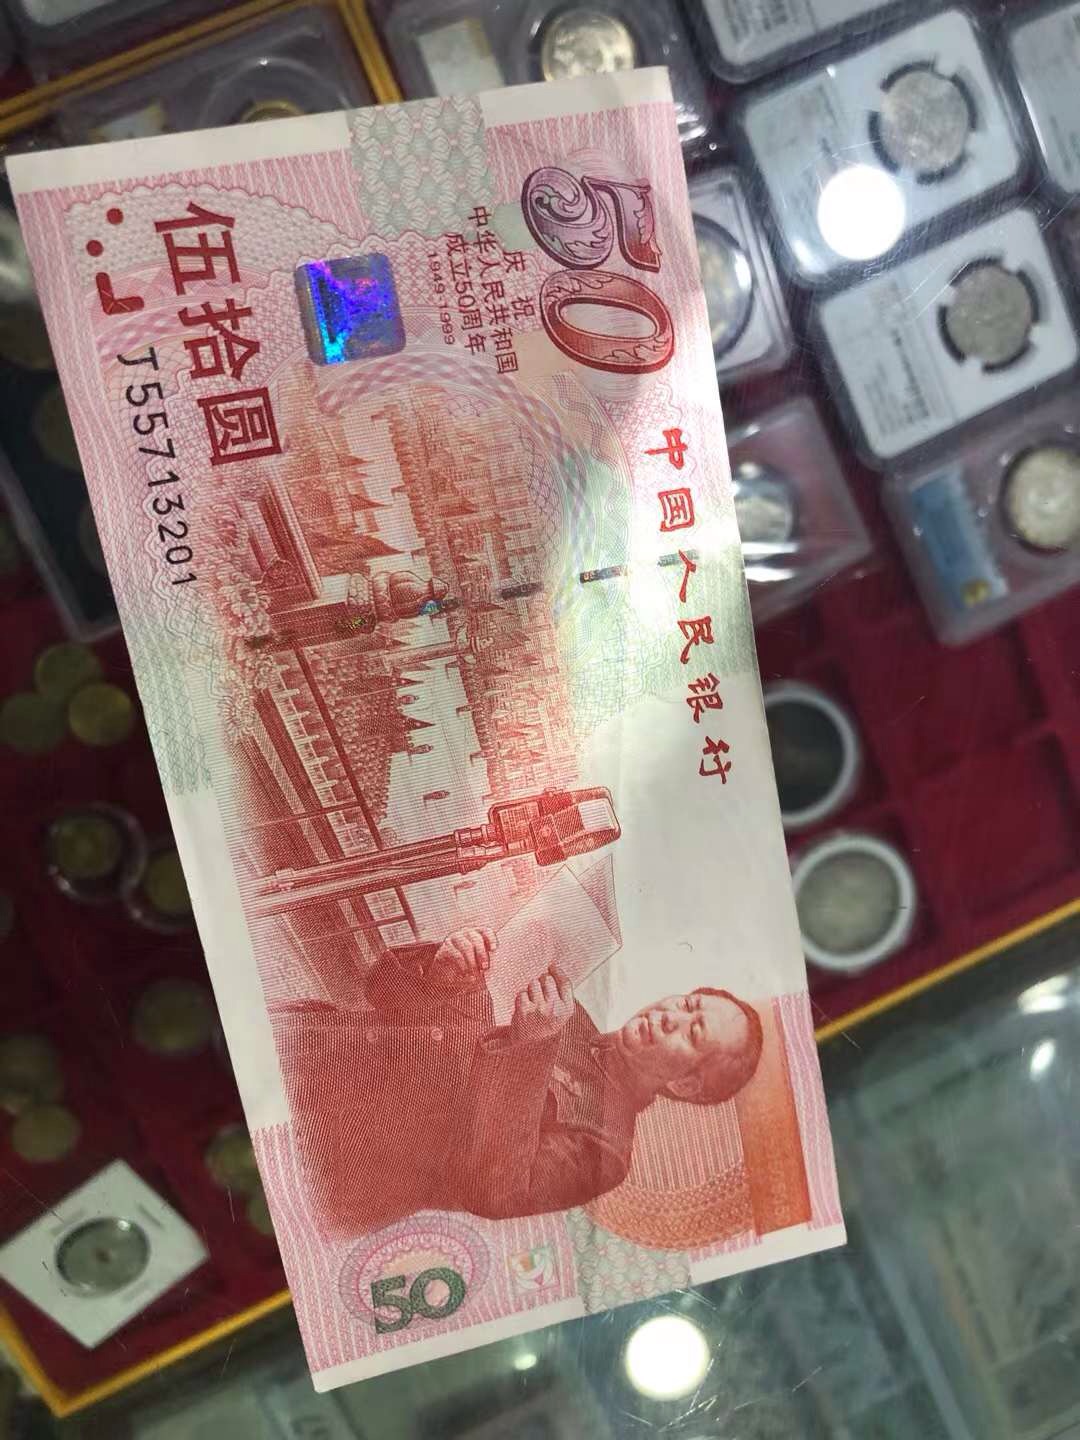 中国人民银行
50
庆祝
中华人民共和国
成立50周年
1949-1999
伍拾圆
J55713201
50